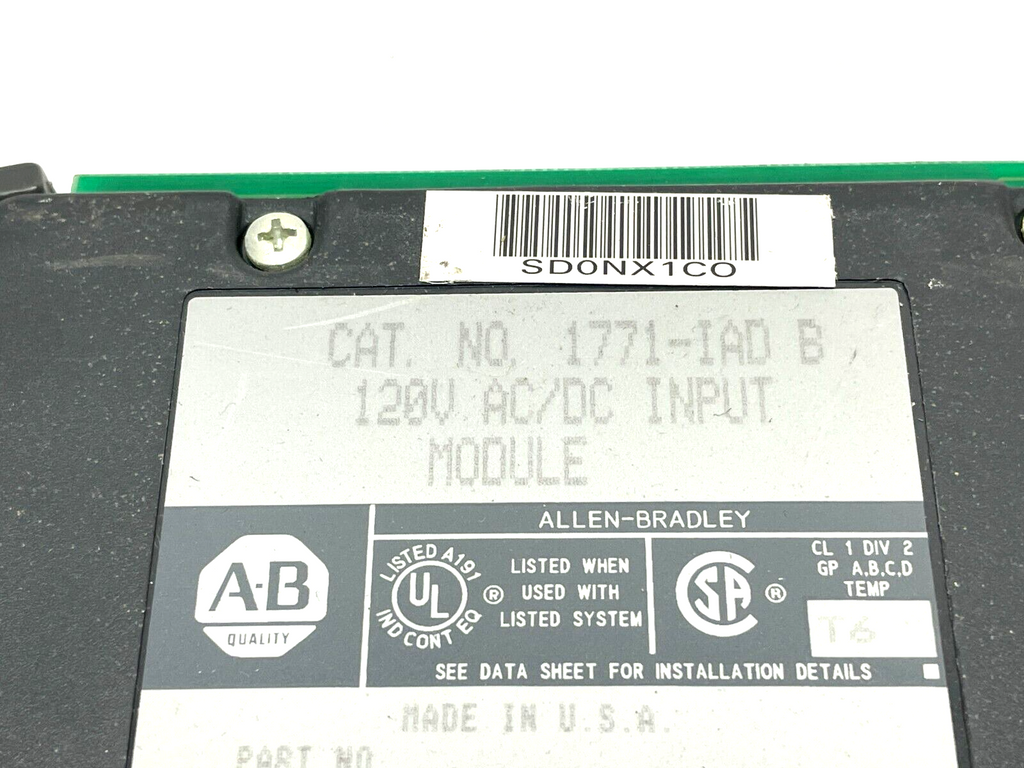 SD0NX1CO
CAT. NO. 1771-IAD B
120V AC/DC INPUT
MODULE
ALLEN-BRADLEY
A-B
QUALITY
LISTED A191
UL
IND CONT EQ
®
LISTED WHEN
USED WITH
LISTED SYSTEM
SA
®
CL 1 DIV 2
GP A,B,C,D
TEMP
T6
SEE DATA SHEET FOR INSTALLATION DETAILS
MADE IN U.S.A.
PART NO